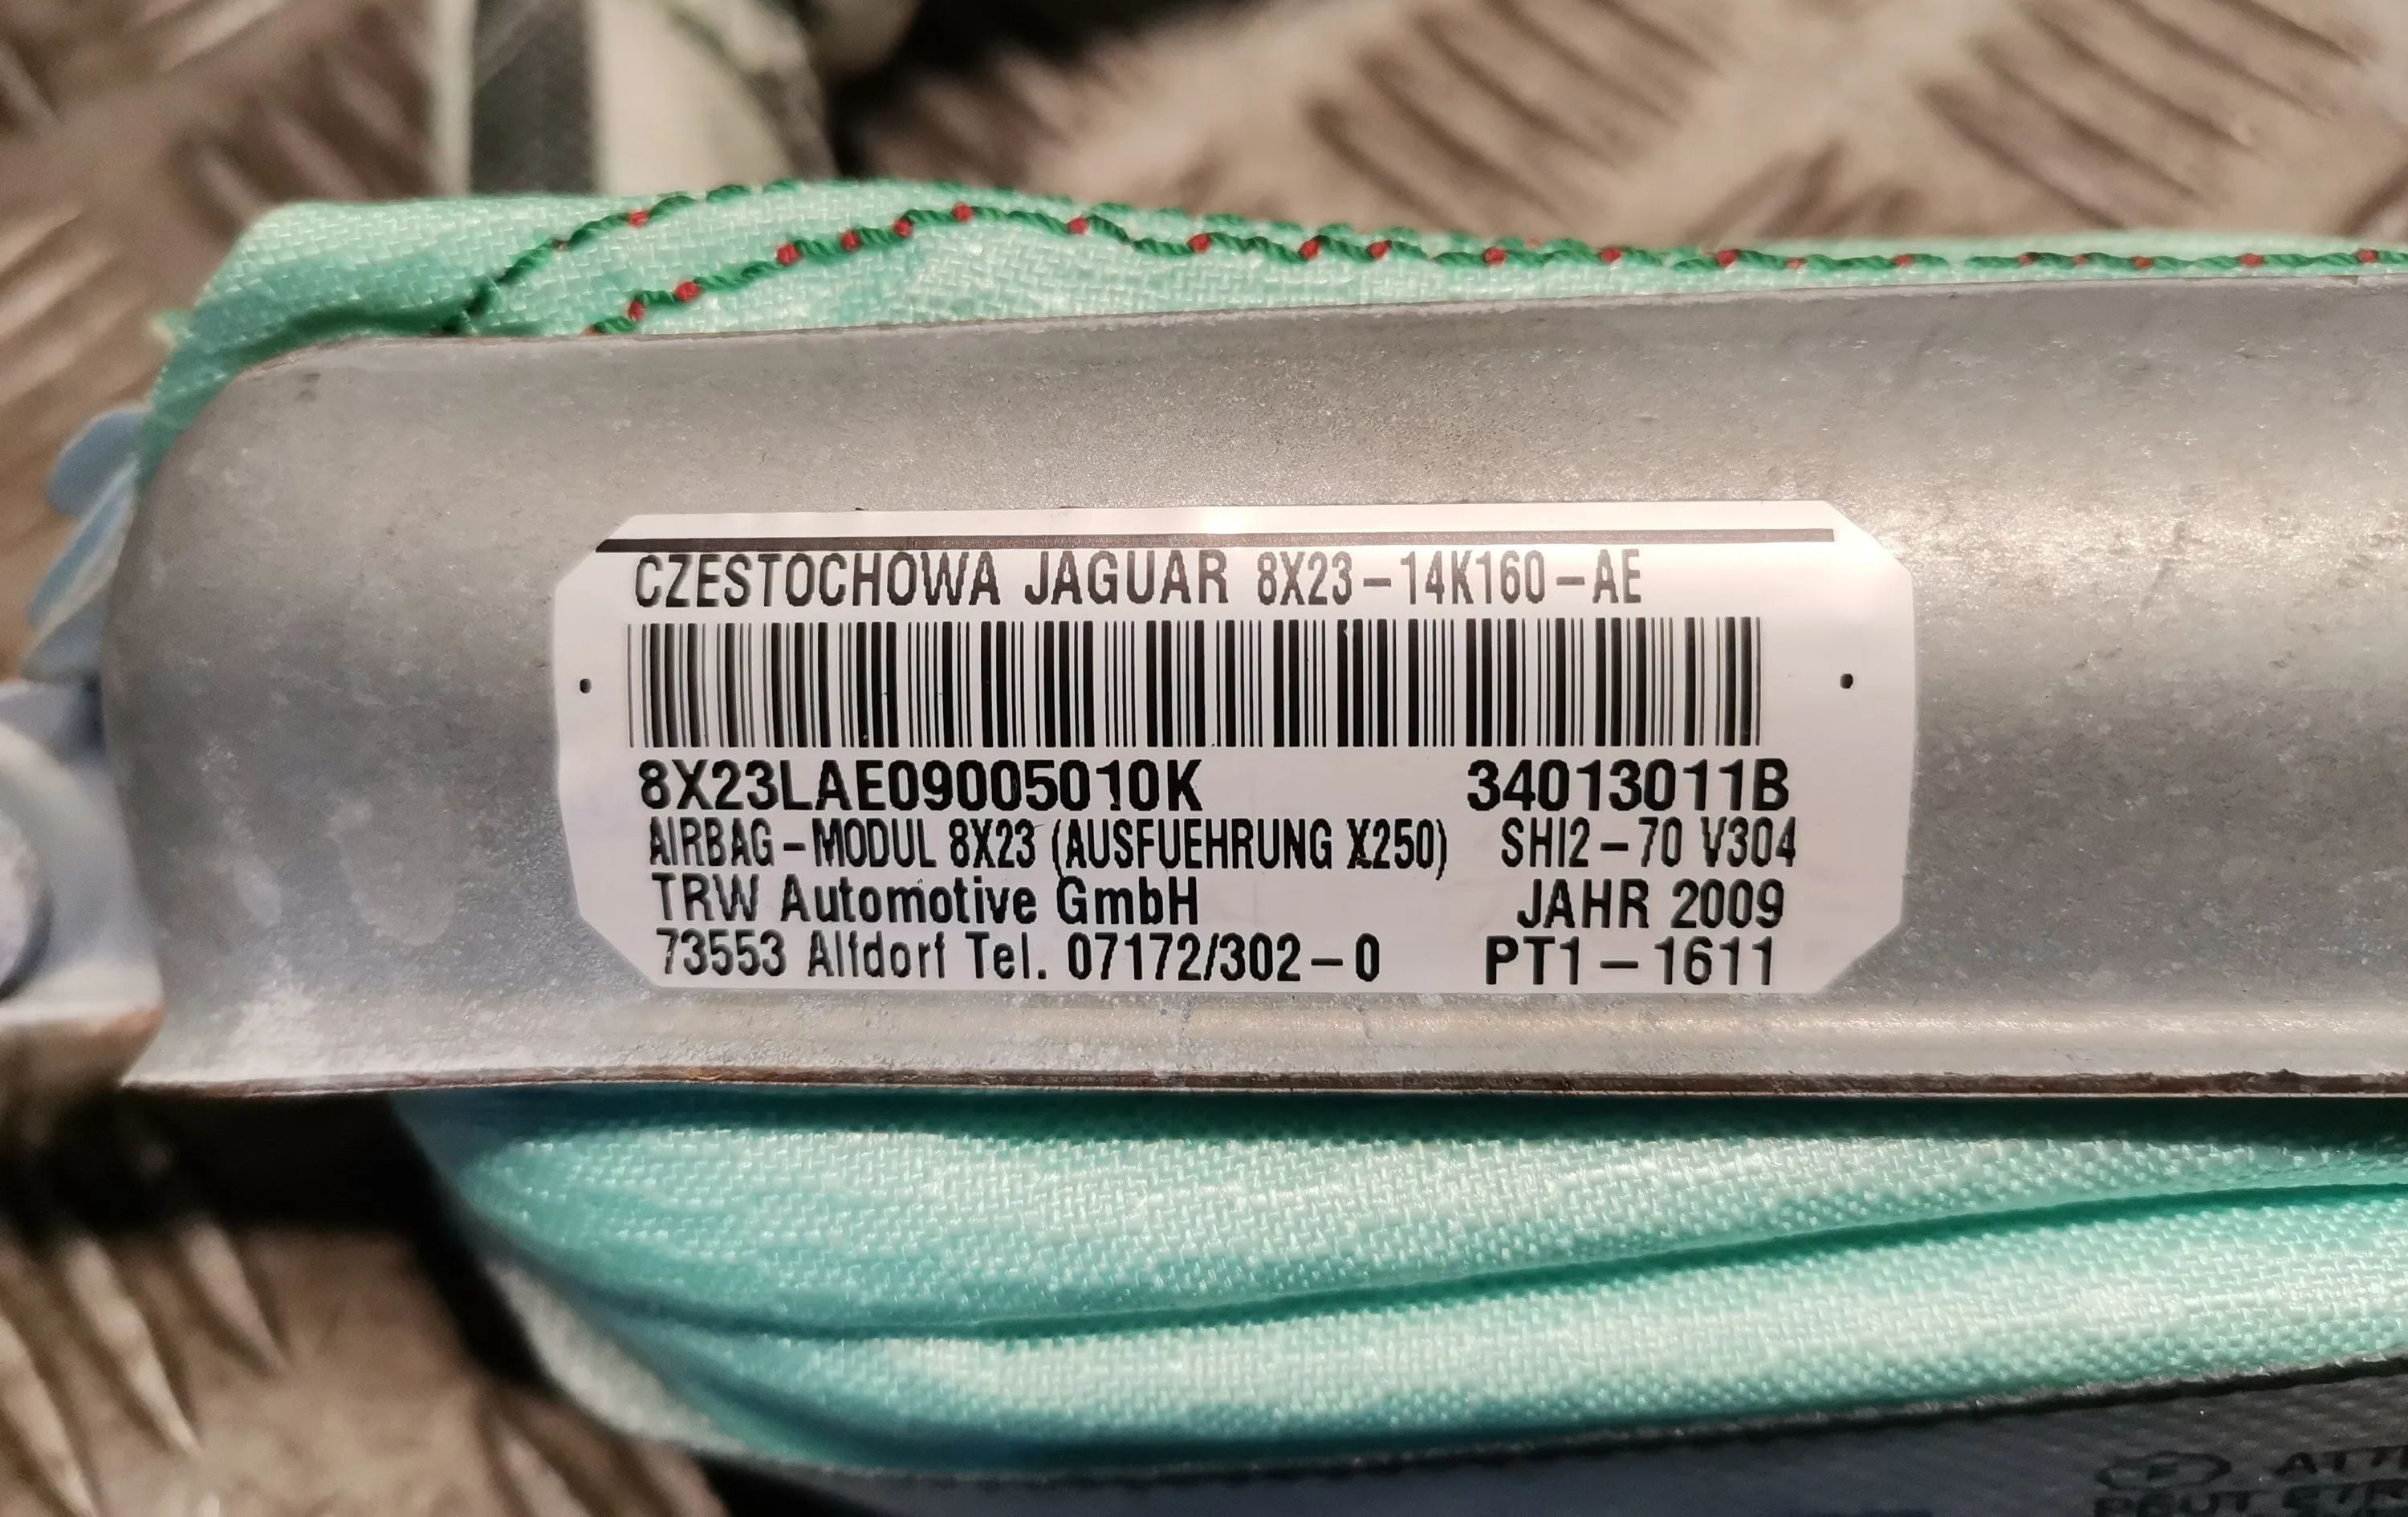 CZESTOCHOWA JAGUAR 8X23-14K160-AE
8X23LAE09005010K 34013011B
AIRBAG-MODUL 8X23 (AUSFUEHRUNG X250) SHI2-70 V304
TRW Automotive GmbH JAHR 2009
73553 Alfdorf Tel. 07172/302-0 PT1-1611
PEUT